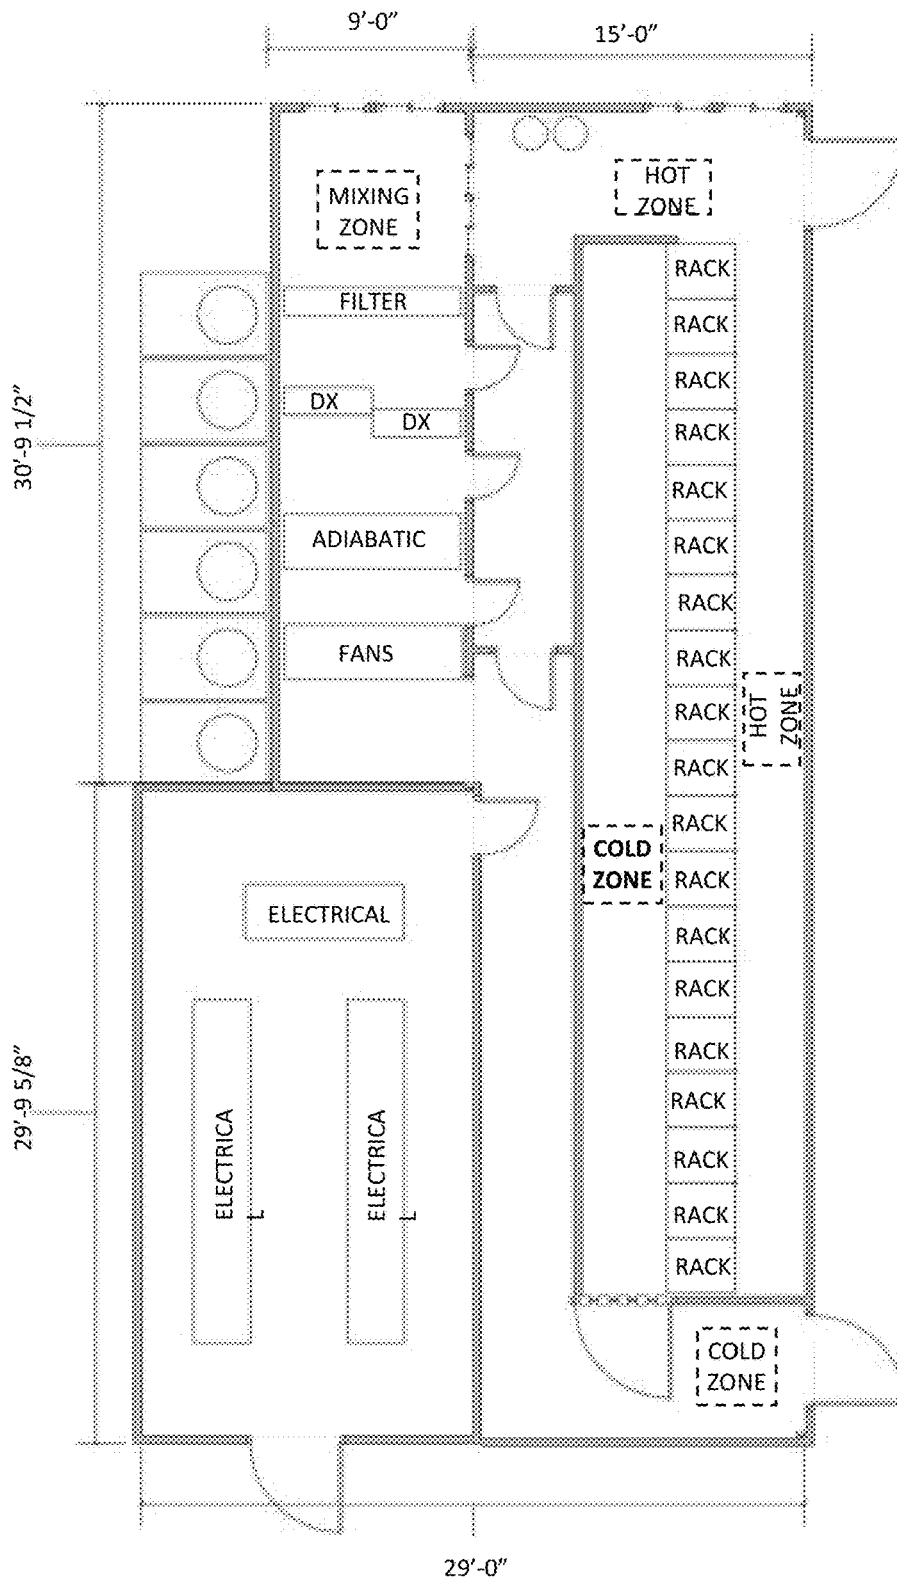 9'-0"
15'-0"
MIXING
ZONE
HOT
ZONE
FILTER
RACK
RACK
RACK
DX
DX
RACK
30'-9 1/2"
RACK
ADIABATIC
RACK
RACK
FANS
RACK
HOT
ZONE
RACK
RACK
RACK
COLD
ZONE
RACK
ELECTRICAL
RACK
RACK
RACK
29'-9 5/8"
RACK
ELECTRICA
L
ELECTRICA
L
RACK
RACK
RACK
COLD
ZONE
29'-0"